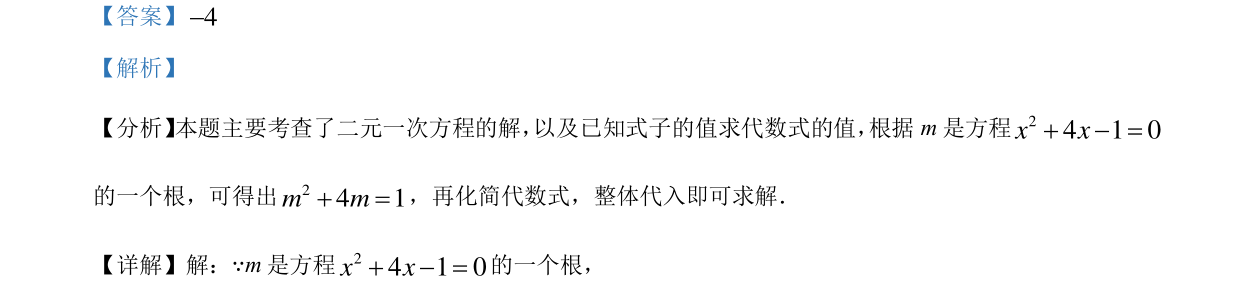 【答案】−4
【解析】
【分析】本题主要考查了二元一次方程的解，以及已知式子的值求代数式的值，根据 m 是方程 x² + 4x − 1 = 0
的一个根，可得出 m² + 4m = 1，再化简代数式，整体代入即可求解．
【详解】解：∵m 是方程 x² + 4x − 1 = 0 的一个根，